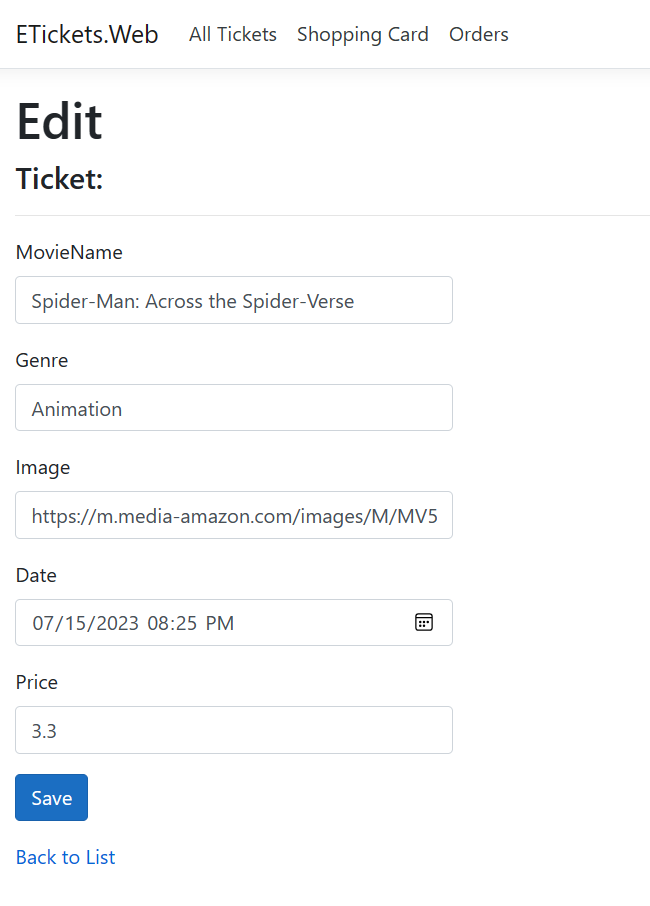 ETickets.Web All Tickets Shopping Card Orders
Edit
Ticket:
MovieName
Spider-Man: Across the Spider-Verse
Genre
Animation
Image
https://m.media-amazon.com/images/M/MV5
Date
07/15/2023 08:25 PM
Price
3.3
Save
Back to List